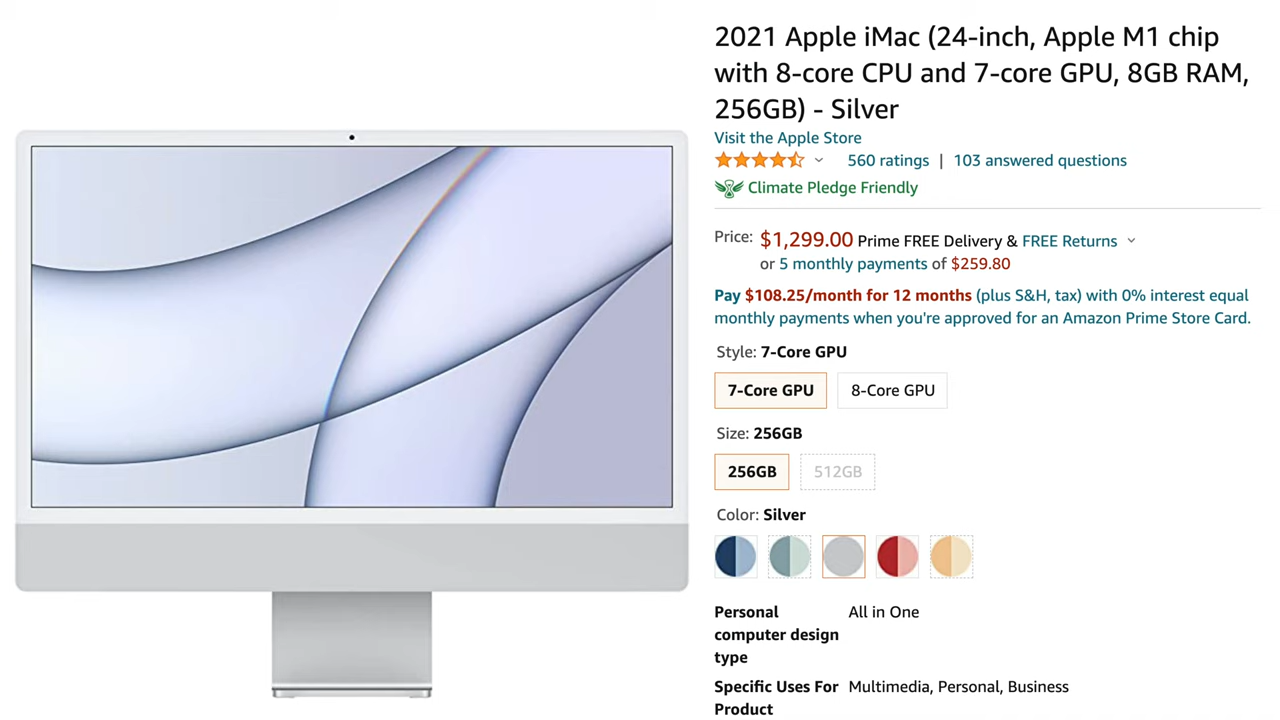 2021 Apple iMac (24-inch, Apple M1 chip
with 8-core CPU and 7-core GPU, 8GB RAM,
256GB) - Silver
Visit the Apple Store
560 ratings | 103 answered questions
Climate Pledge Friendly
Price: $1,299.00 Prime FREE Delivery & FREE Returns
or 5 monthly payments of $259.80
Pay $108.25/month for 12 months (plus S&H, tax) with 0% interest equal
monthly payments when you're approved for an Amazon Prime Store Card.
Style: 7-Core GPU
7-Core GPU 8-Core GPU
Size: 256GB
256GB 512GB
Color: Silver
Personal All in One
computer design
type
Specific Uses For Multimedia, Personal, Business
Product